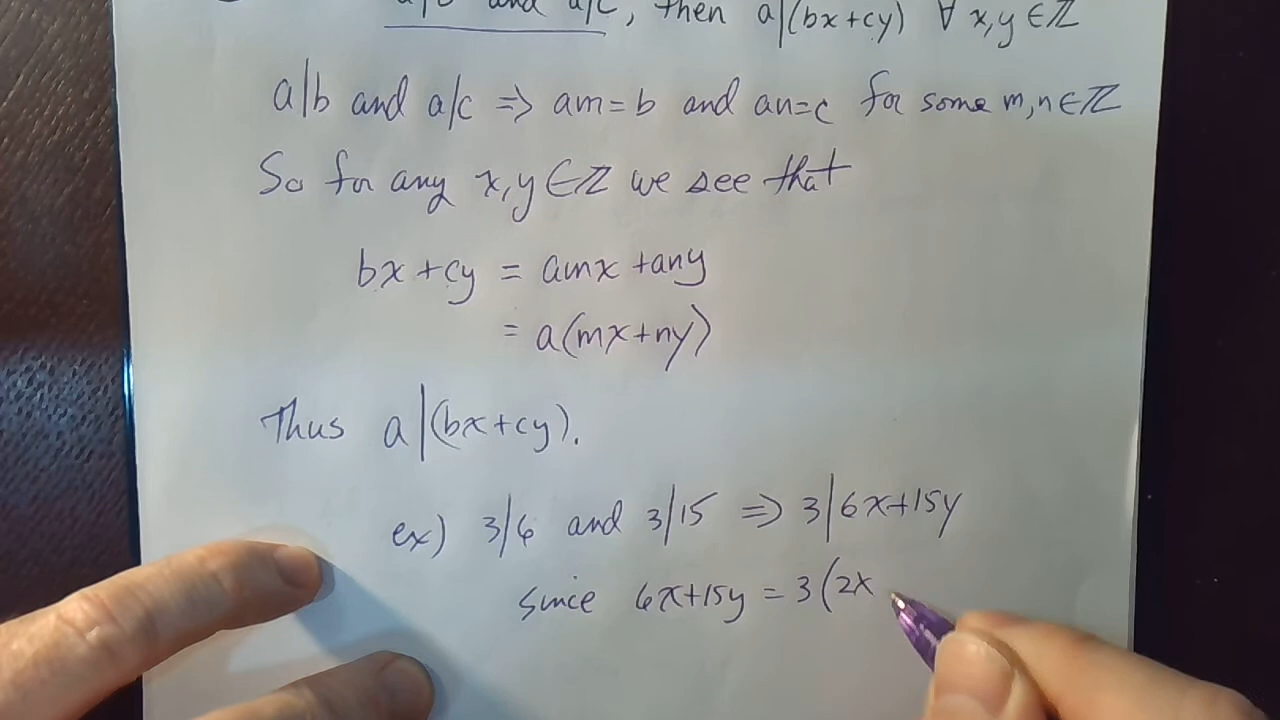 a|b and a|c, then a|(bx+cy) ∀ x,y ∈ ℤ
a|b and a|c => am=b and an=c for some m,n∈ℤ
So for any x,y ∈ ℤ we see that
bx+cy = amx+any
= a(mx+ny)
Thus a|(bx+cy).
ex) 3|6 and 3|15 => 3|6x+15y
since 6x+15y = 3(2x